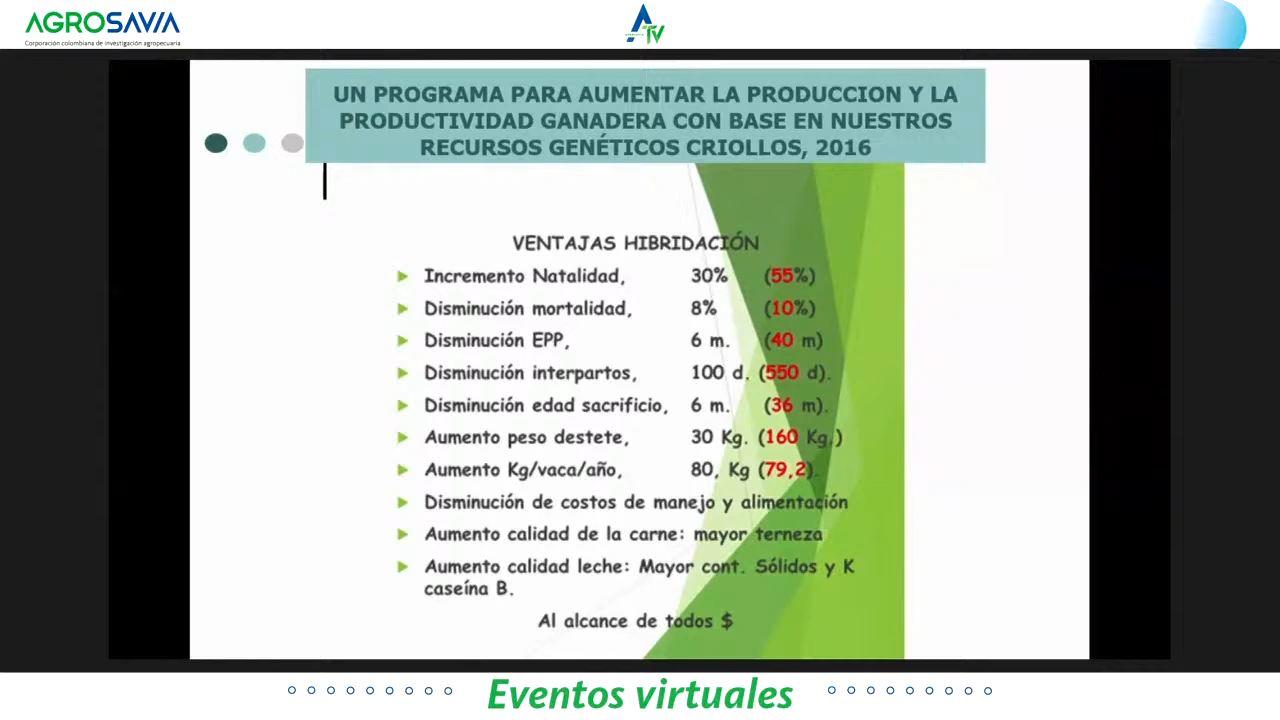 AGROSAVIA
Corporación colombiana de investigación agropecuaria
ATV
UN PROGRAMA PARA AUMENTAR LA PRODUCCION Y LA
PRODUCTIVIDAD GANADERA CON BASE EN NUESTROS
RECURSOS GENÉTICOS CRIOLLOS, 2016
VENTAJAS HIBRIDACIÓN
Incremento Natalidad, 30% (55%)
Disminución mortalidad, 8% (10%)
Disminución EPP, 6 m. (40 m)
Disminución interpartos, 100 d. (550 d).
Disminución edad sacrificio, 6 m. (36 m).
Aumento peso destete, 30 Kg. (160 Kg.)
Aumento Kg/vaca/año, 80, Kg (79,2).
Disminución de costos de manejo y alimentación
Aumento calidad de la carne: mayor terneza
Aumento calidad leche: Mayor cont. Sólidos y K
caseína B.
Al alcance de todos $
Eventos virtuales